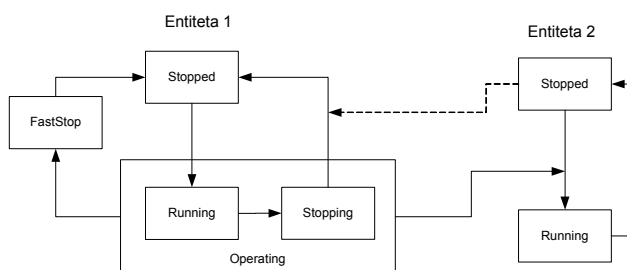 Entiteta 1
Entiteta 2
Stopped
Stopped
FastStop
Running
Stopping
Running
Operating